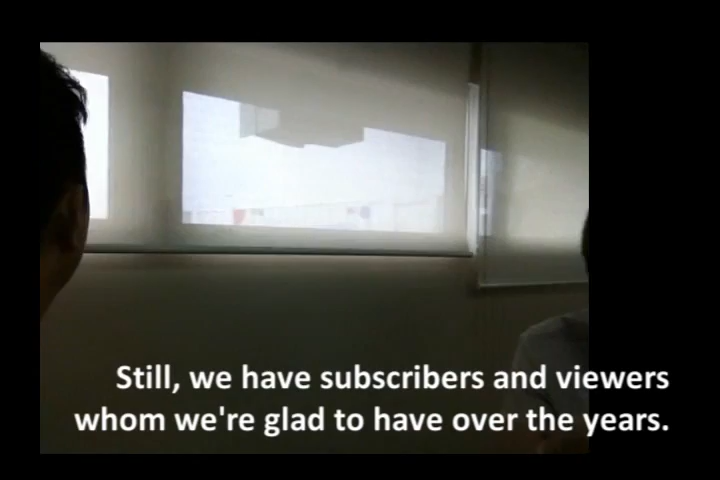 Still, we have subscribers and viewers
whom we're glad to have over the years.